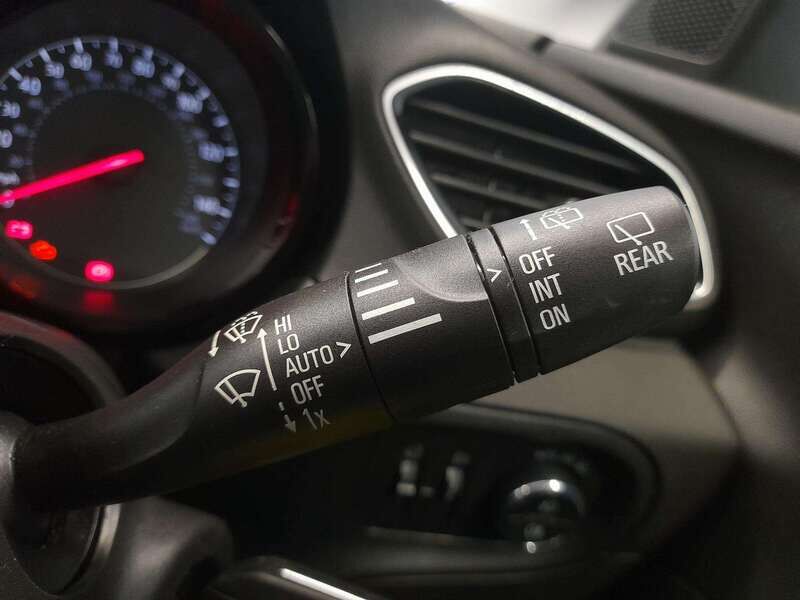 HI
LO
AUTO >
OFF
1x
>
OFF
INT
ON
REAR